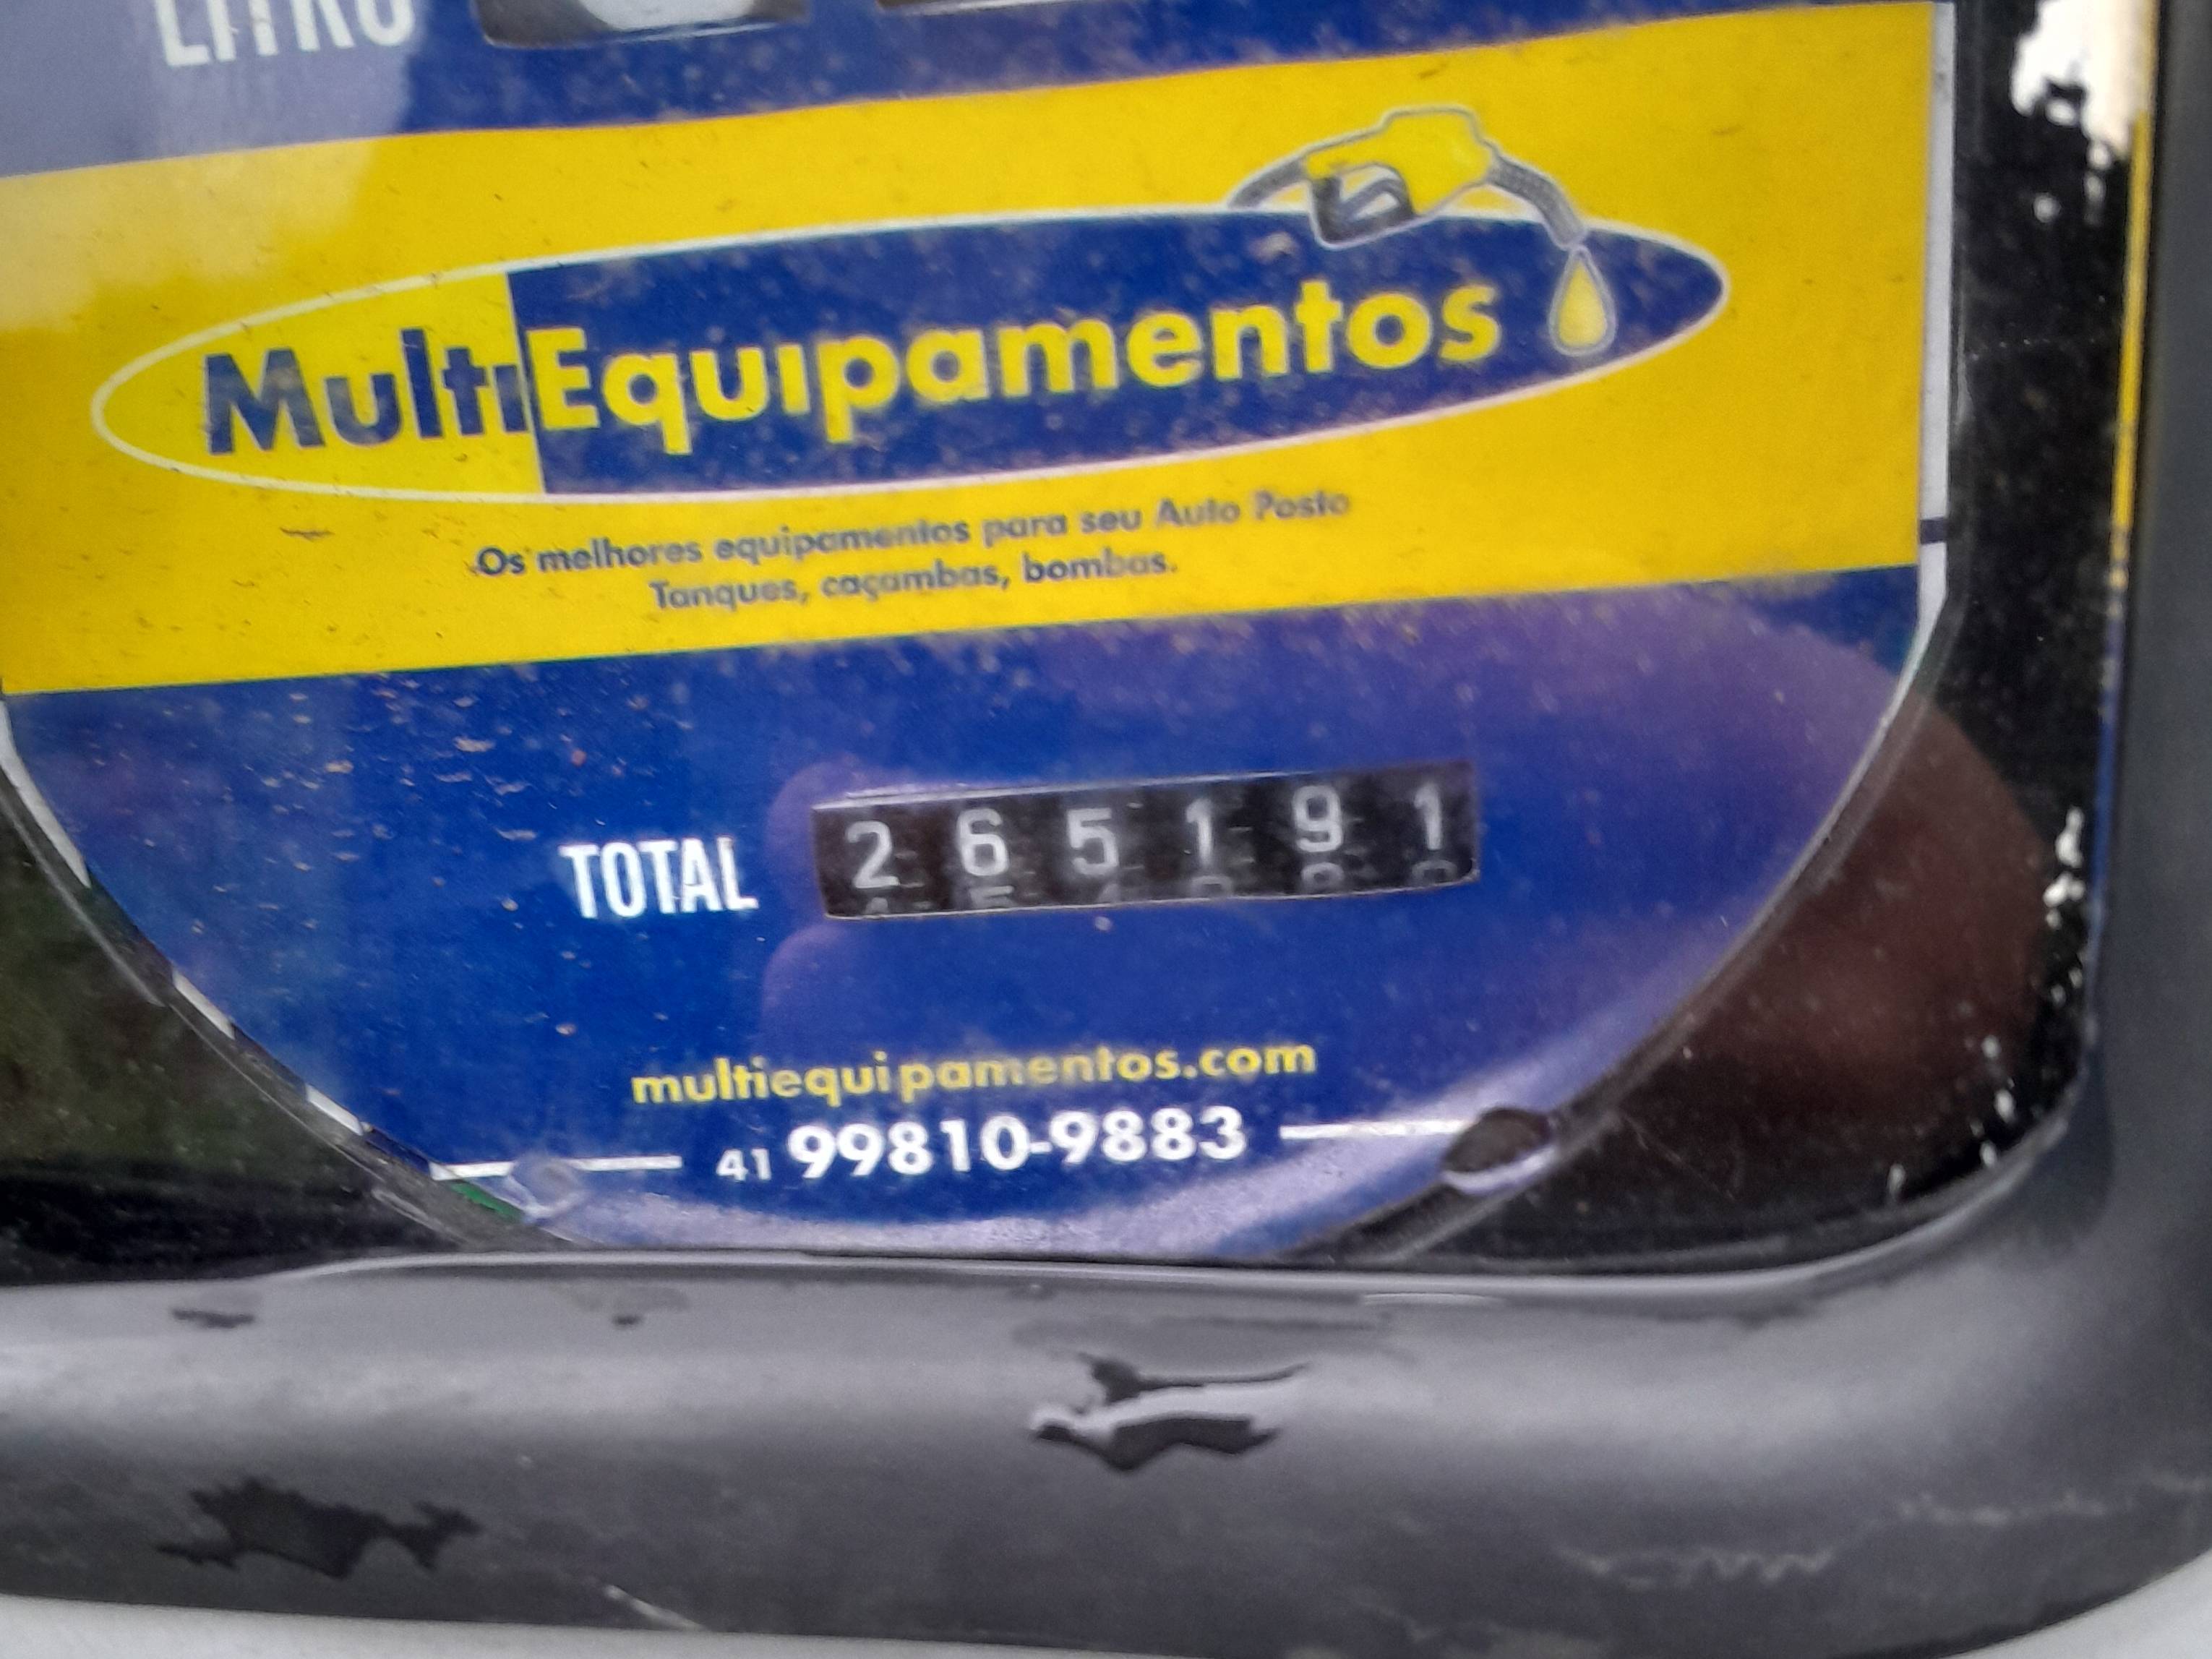 LITRO
MultiEquipamentos
Os melhores equipamentos para seu Auto Posto
Tanques, caçambas, bombas.
TOTAL 265191
multiequipamentos.com
41 99810-9883